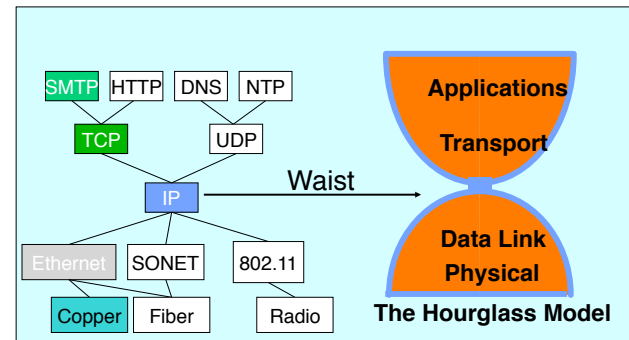 SMTP HTTP DNS NTP
TCP UDP
IP
Waist
Ethernet SONET 802.11
Copper Fiber Radio
Applications
Transport
Data Link
Physical
The Hourglass Model